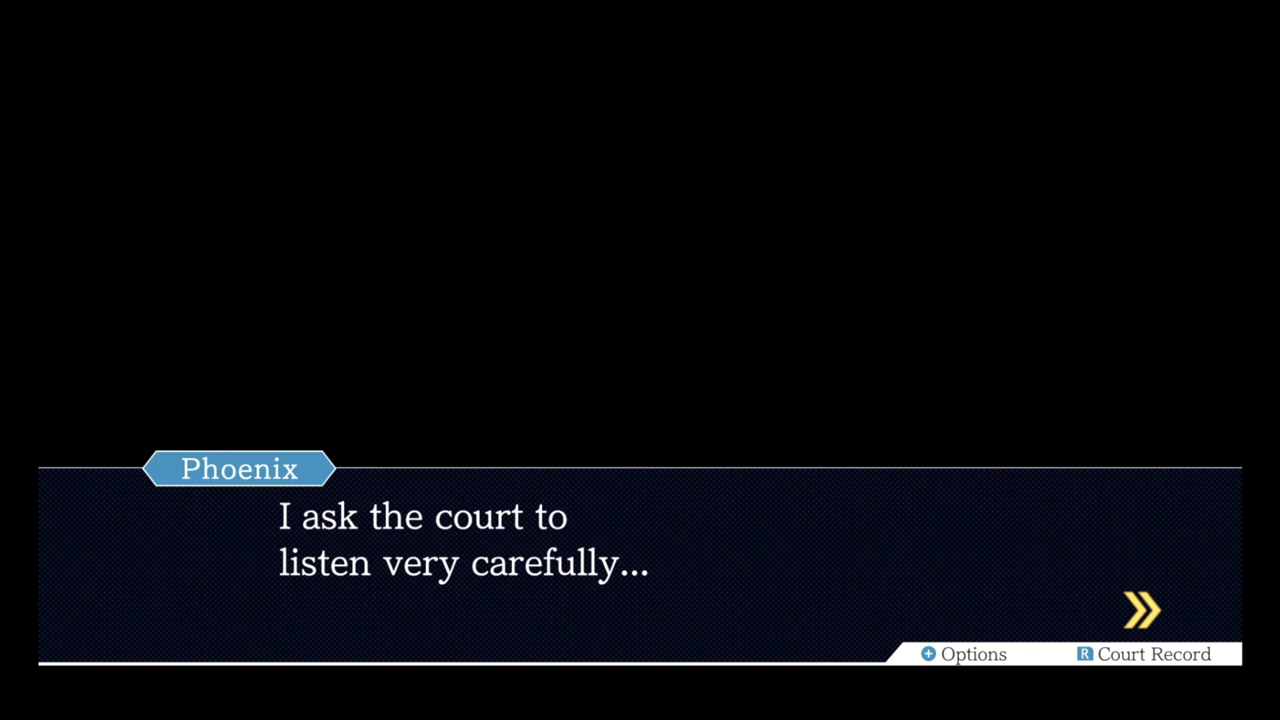 Phoenix
I ask the court to
listen very carefully...
+ Options
R Court Record